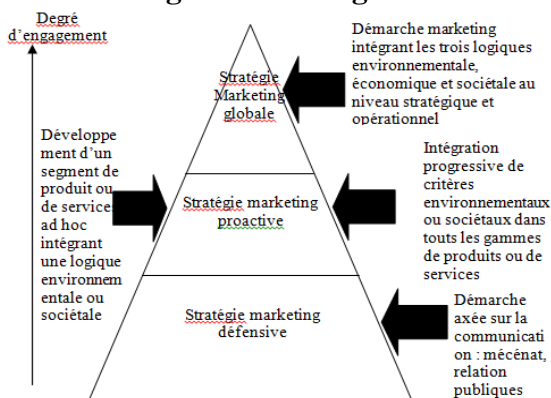 Degré
d’engagement
Démarche marketing
intégrant les trois logiques
environnementale,
économique et sociétale au
niveau stratégique et
opérationnel
Stratégie
Marketing
globale
Développe
ment d’un
segment de
produit ou
de services
ad hoc
intégrant
une logique
environnem
entale ou
sociétale
Stratégie marketing
proactive
Intégration
progressive de
critères
environnementaux
ou sociétaux dans
touts les gammes
de produits ou de
services
Stratégie marketing
défensive
Démarche
axée sur la
communicati
on : mécénat,
relation
publiques